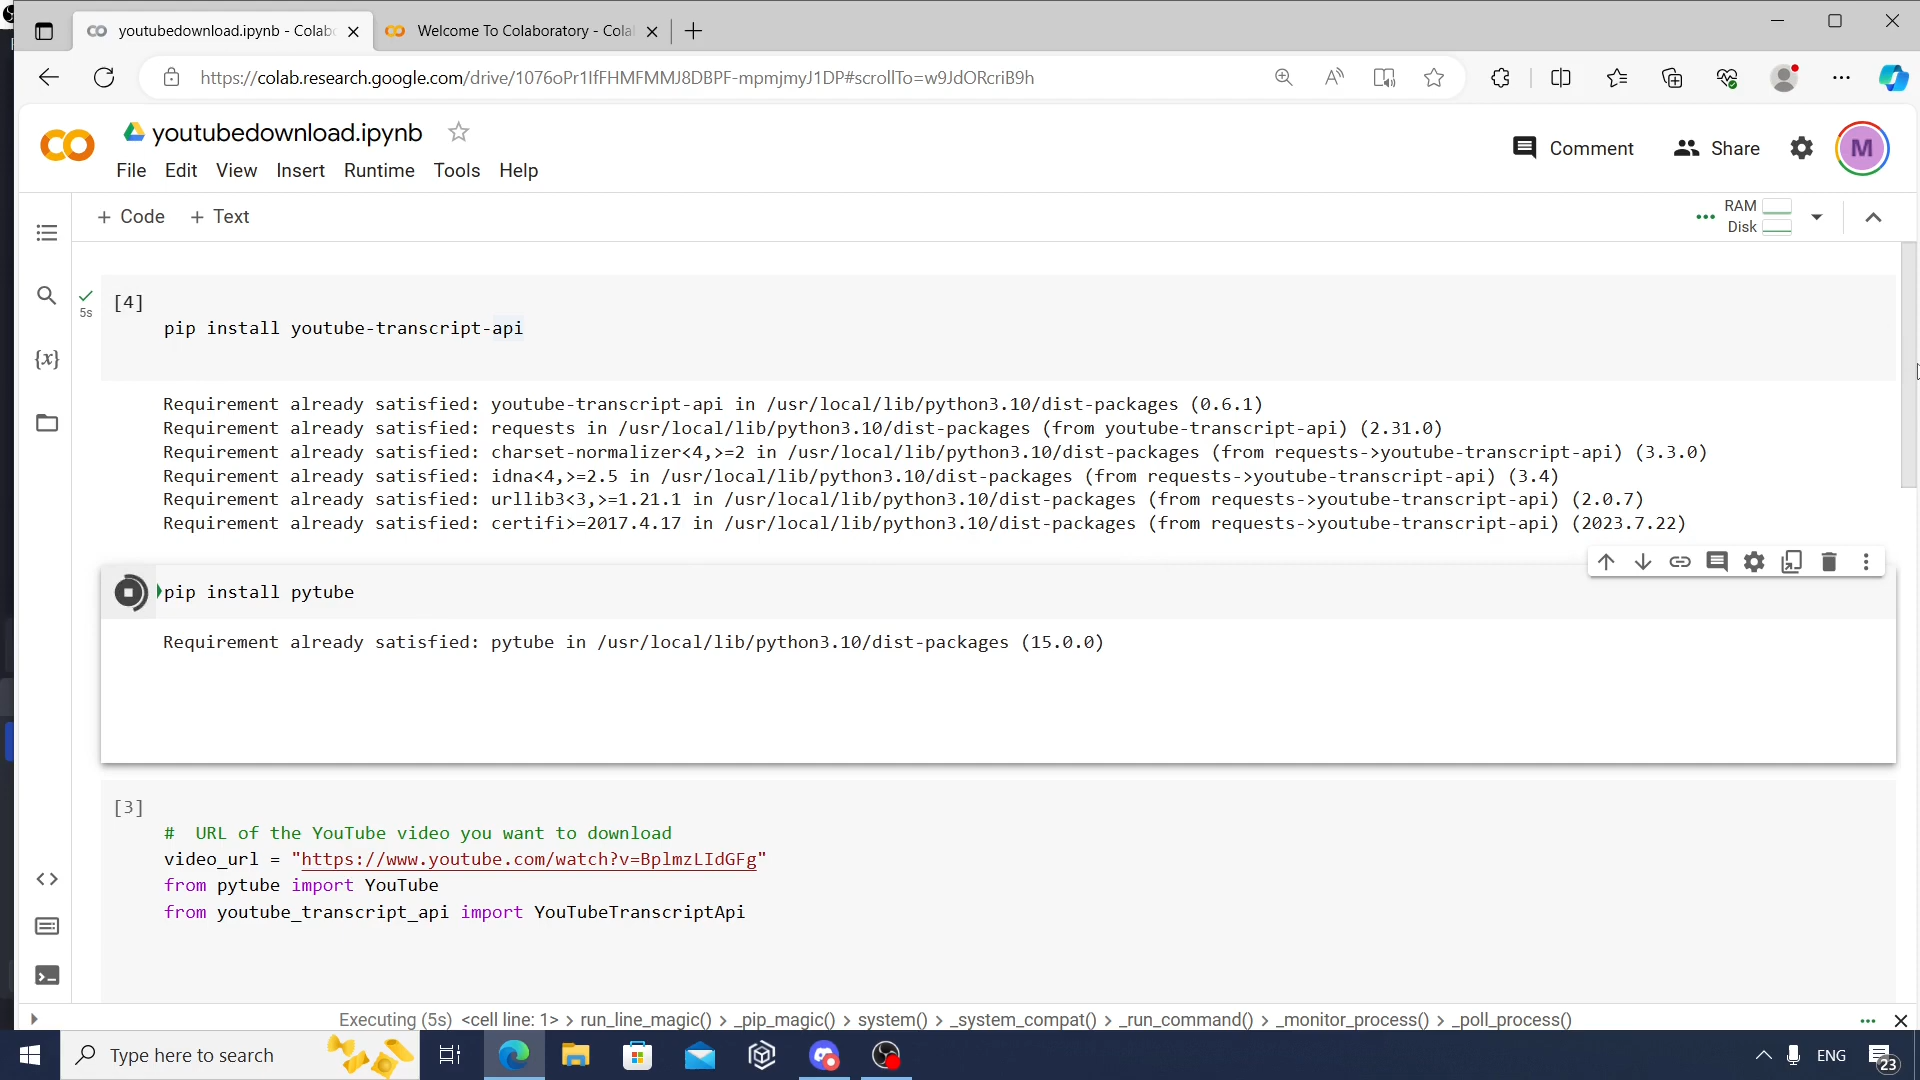 youtubedownload.ipynb - Colab
Welcome To Colaboratory - Cola
https://colab.research.google.com/drive/1076oPr1IfFHMFMMJ8DBPF-mpmjmyJ1DP#scrollTo=w9JdORcriB9h
youtubedownload.ipynb
Comment
Share
M
File Edit View Insert Runtime Tools Help
+ Code + Text
RAM
Disk
{x}
[4]
5s
pip install youtube-transcript-api
Requirement already satisfied: youtube-transcript-api in /usr/local/lib/python3.10/dist-packages (0.6.1)
Requirement already satisfied: requests in /usr/local/lib/python3.10/dist-packages (from youtube-transcript-api) (2.31.0)
Requirement already satisfied: charset-normalizer<4,>=2 in /usr/local/lib/python3.10/dist-packages (from requests->youtube-transcript-api) (3.3.0)
Requirement already satisfied: idna<4,>=2.5 in /usr/local/lib/python3.10/dist-packages (from requests->youtube-transcript-api) (3.4)
Requirement already satisfied: urllib3<3,>=1.21.1 in /usr/local/lib/python3.10/dist-packages (from requests->youtube-transcript-api) (2.0.7)
Requirement already satisfied: certifi>=2017.4.17 in /usr/local/lib/python3.10/dist-packages (from requests->youtube-transcript-api) (2023.7.22)
pip install pytube
Requirement already satisfied: pytube in /usr/local/lib/python3.10/dist-packages (15.0.0)
[3]
# URL of the YouTube video you want to download
video_url = "https://www.youtube.com/watch?v=BplmzLIdGFg"
from pytube import YouTube
from youtube_transcript_api import YouTubeTranscriptApi
Executing (5s) <cell line: 1> > run_line_magic() > _pip_magic() > system() > _system_compat() > _run_command() > _monitor_process() > _poll_process()
Type here to search
ENG
23